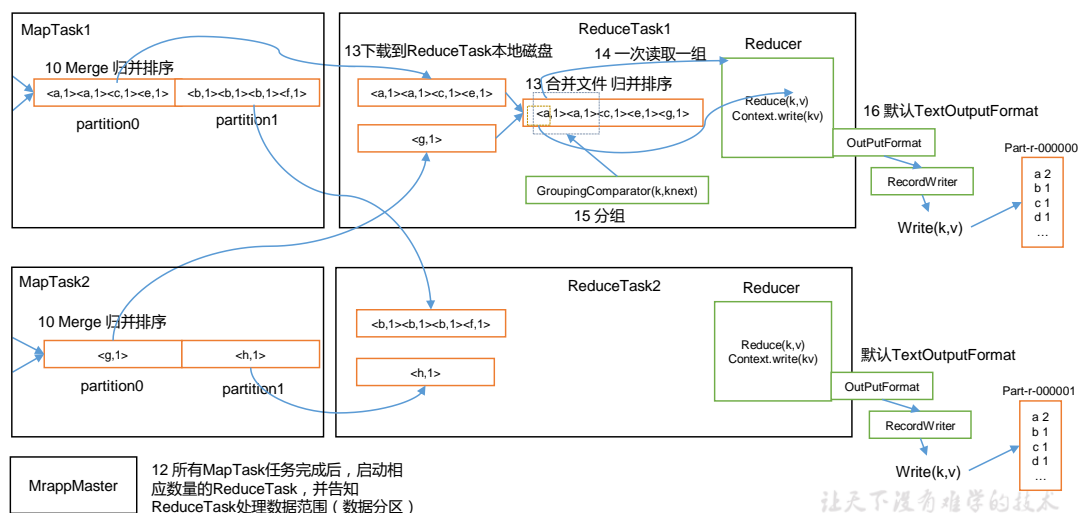 MapTask1
10 Merge 归并排序
<a,1><a,1><c,1><e,1>
<b,1><b,1><b,1><f,1>
partition0
partition1
ReduceTask1
13下载到ReduceTask本地磁盘
14 一次读取一组
Reducer
<a,1><a,1><c,1><e,1>
13 合并文件 归并排序
<a,1><a,1><c,1><e,1><g,1>
<g,1>
Reduce(k,v)
Context.write(kv)
GroupingComparator(k,knext)
15 分组
16 默认TextOutputFormat
OutPutFormat
RecordWriter
Write(k,v)
Part-r-000000
a 2
b 1
c 1
d 1
...
MapTask2
10 Merge 归并排序
<g,1>
<h,1>
partition0
partition1
ReduceTask2
Reducer
<b,1><b,1><b,1><f,1>
<h,1>
Reduce(k,v)
Context.write(kv)
默认TextOutputFormat
OutPutFormat
RecordWriter
Write(k,v)
Part-r-000001
a 2
b 1
c 1
d 1
...
MrappMaster
12 所有MapTask任务完成后，启动相
应数量的ReduceTask，并告知
ReduceTask处理数据范围（数据分区）
让天下没有难学的技术